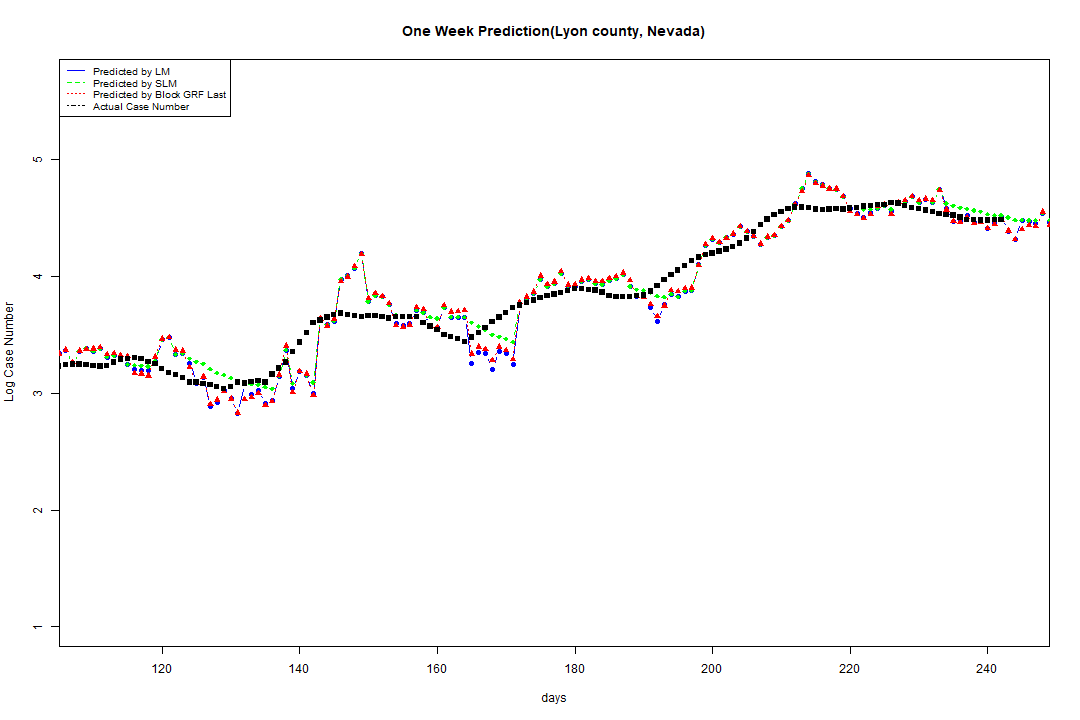 One Week Prediction(Lyon county, Nevada)
Predicted by LM
Predicted by SLM
Predicted by Block GRF Last
Actual Case Number
Log Case Number
5
4
3
2
1
120 140 160 180 200 220 240
days